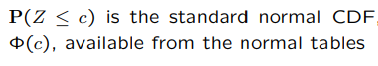 P(Z ≤ c) is the standard normal CDF,
Φ(c), available from the normal tables